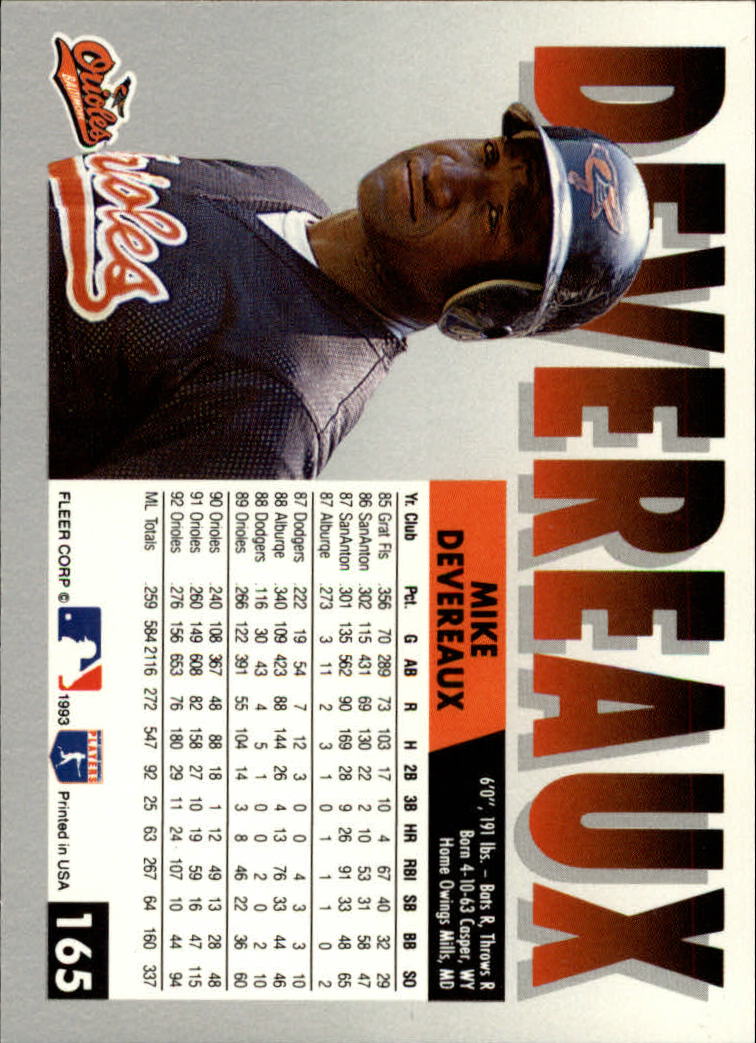 DEVEREAUX
Orioles
BALTIMORE
Orioles
MIKE
DEVEREAUX
6'0", 191 lbs. – Bats R, Throws R
Born 4-10-63 Casper, WY
Home Owings Mills, MD
Yr. Club Pct. G AB R H 2B 3B HR RBI SB BB SO
85 Grat Fls .356 70 289 73 103 17 10 4 67 40 32 29
86 SanAnton .302 115 431 69 130 22 2 10 53 31 58 47
87 SanAnton .301 135 562 90 169 28 9 26 91 33 48 65
87 Alburqe .273 3 11 2 3 1 0 1 1 1 0 2
87 Dodgers .222 19 54 7 12 3 0 0 4 3 3 10
88 Alburqe .340 109 423 88 144 26 4 13 76 33 44 46
88 Dodgers .116 30 43 4 5 1 0 0 2 0 2 10
89 Orioles .266 122 391 55 104 14 3 8 46 22 36 60
90 Orioles .240 108 367 48 88 18 1 12 49 13 28 48
91 Orioles .260 149 608 82 158 27 10 19 59 16 47 115
92 Orioles .276 156 653 76 180 29 11 24 107 10 44 94
ML Totals .259 584 2116 272 547 92 25 63 267 64 160 337
FLEER CORP © 1993 PLAYERS Printed in USA 165